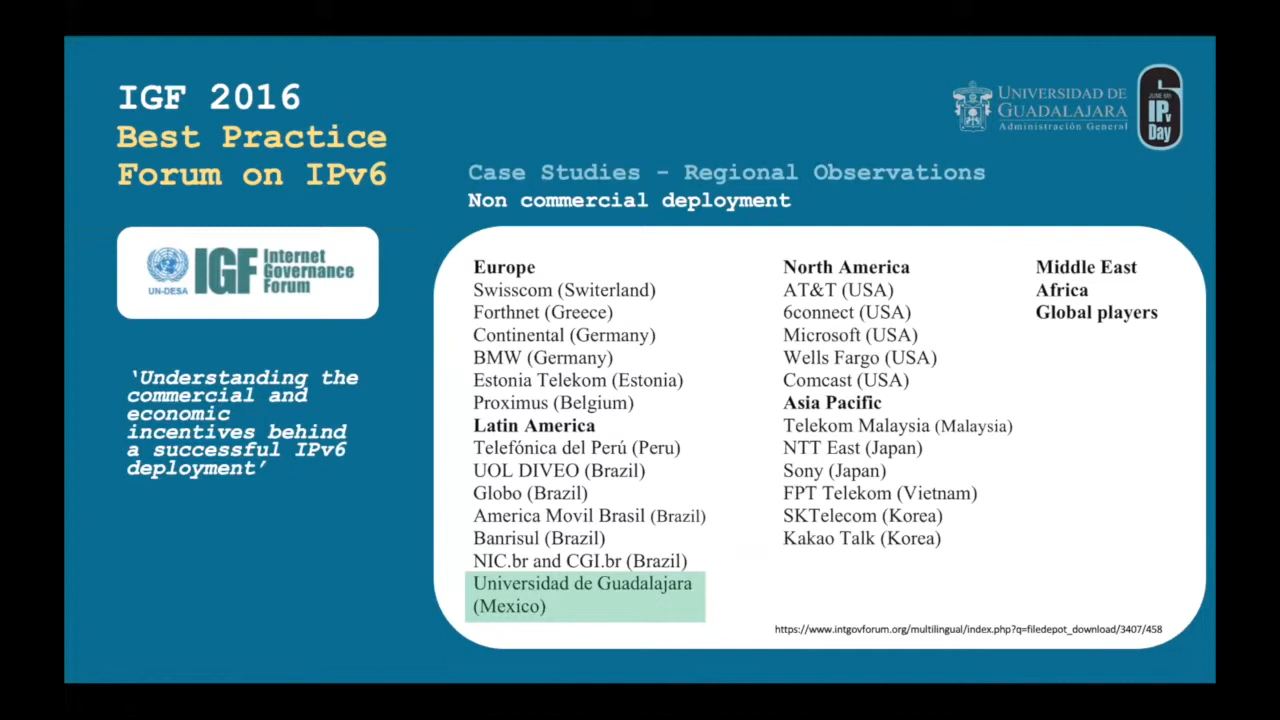 IGF 2016
Best Practice
Forum on IPv6
UN-DESA
IGF
Internet
Governance
Forum
'Understanding the
commercial and
economic
incentives behind
a successful IPv6
deployment'
UNIVERSIDAD DE
GUADALAJARA
Administración General
6
JUNE 6th
IPv
Day
Case Studies - Regional Observations
Non commercial deployment
Europe
Swisscom (Switerland)
Forthnet (Greece)
Continental (Germany)
BMW (Germany)
Estonia Telekom (Estonia)
Proximus (Belgium)
Latin America
Telefónica del Perú (Peru)
UOL DIVEO (Brazil)
Globo (Brazil)
America Movil Brasil (Brazil)
Banrisul (Brazil)
NIC.br and CGI.br (Brazil)
Universidad de Guadalajara
(Mexico)
North America
AT&T (USA)
6connect (USA)
Microsoft (USA)
Wells Fargo (USA)
Comcast (USA)
Asia Pacific
Telekom Malaysia (Malaysia)
NTT East (Japan)
Sony (Japan)
FPT Telekom (Vietnam)
SKTelecom (Korea)
Kakao Talk (Korea)
Middle East
Africa
Global players
https://www.intgovforum.org/multilingual/index.php?q=filedepot_download/3407/458